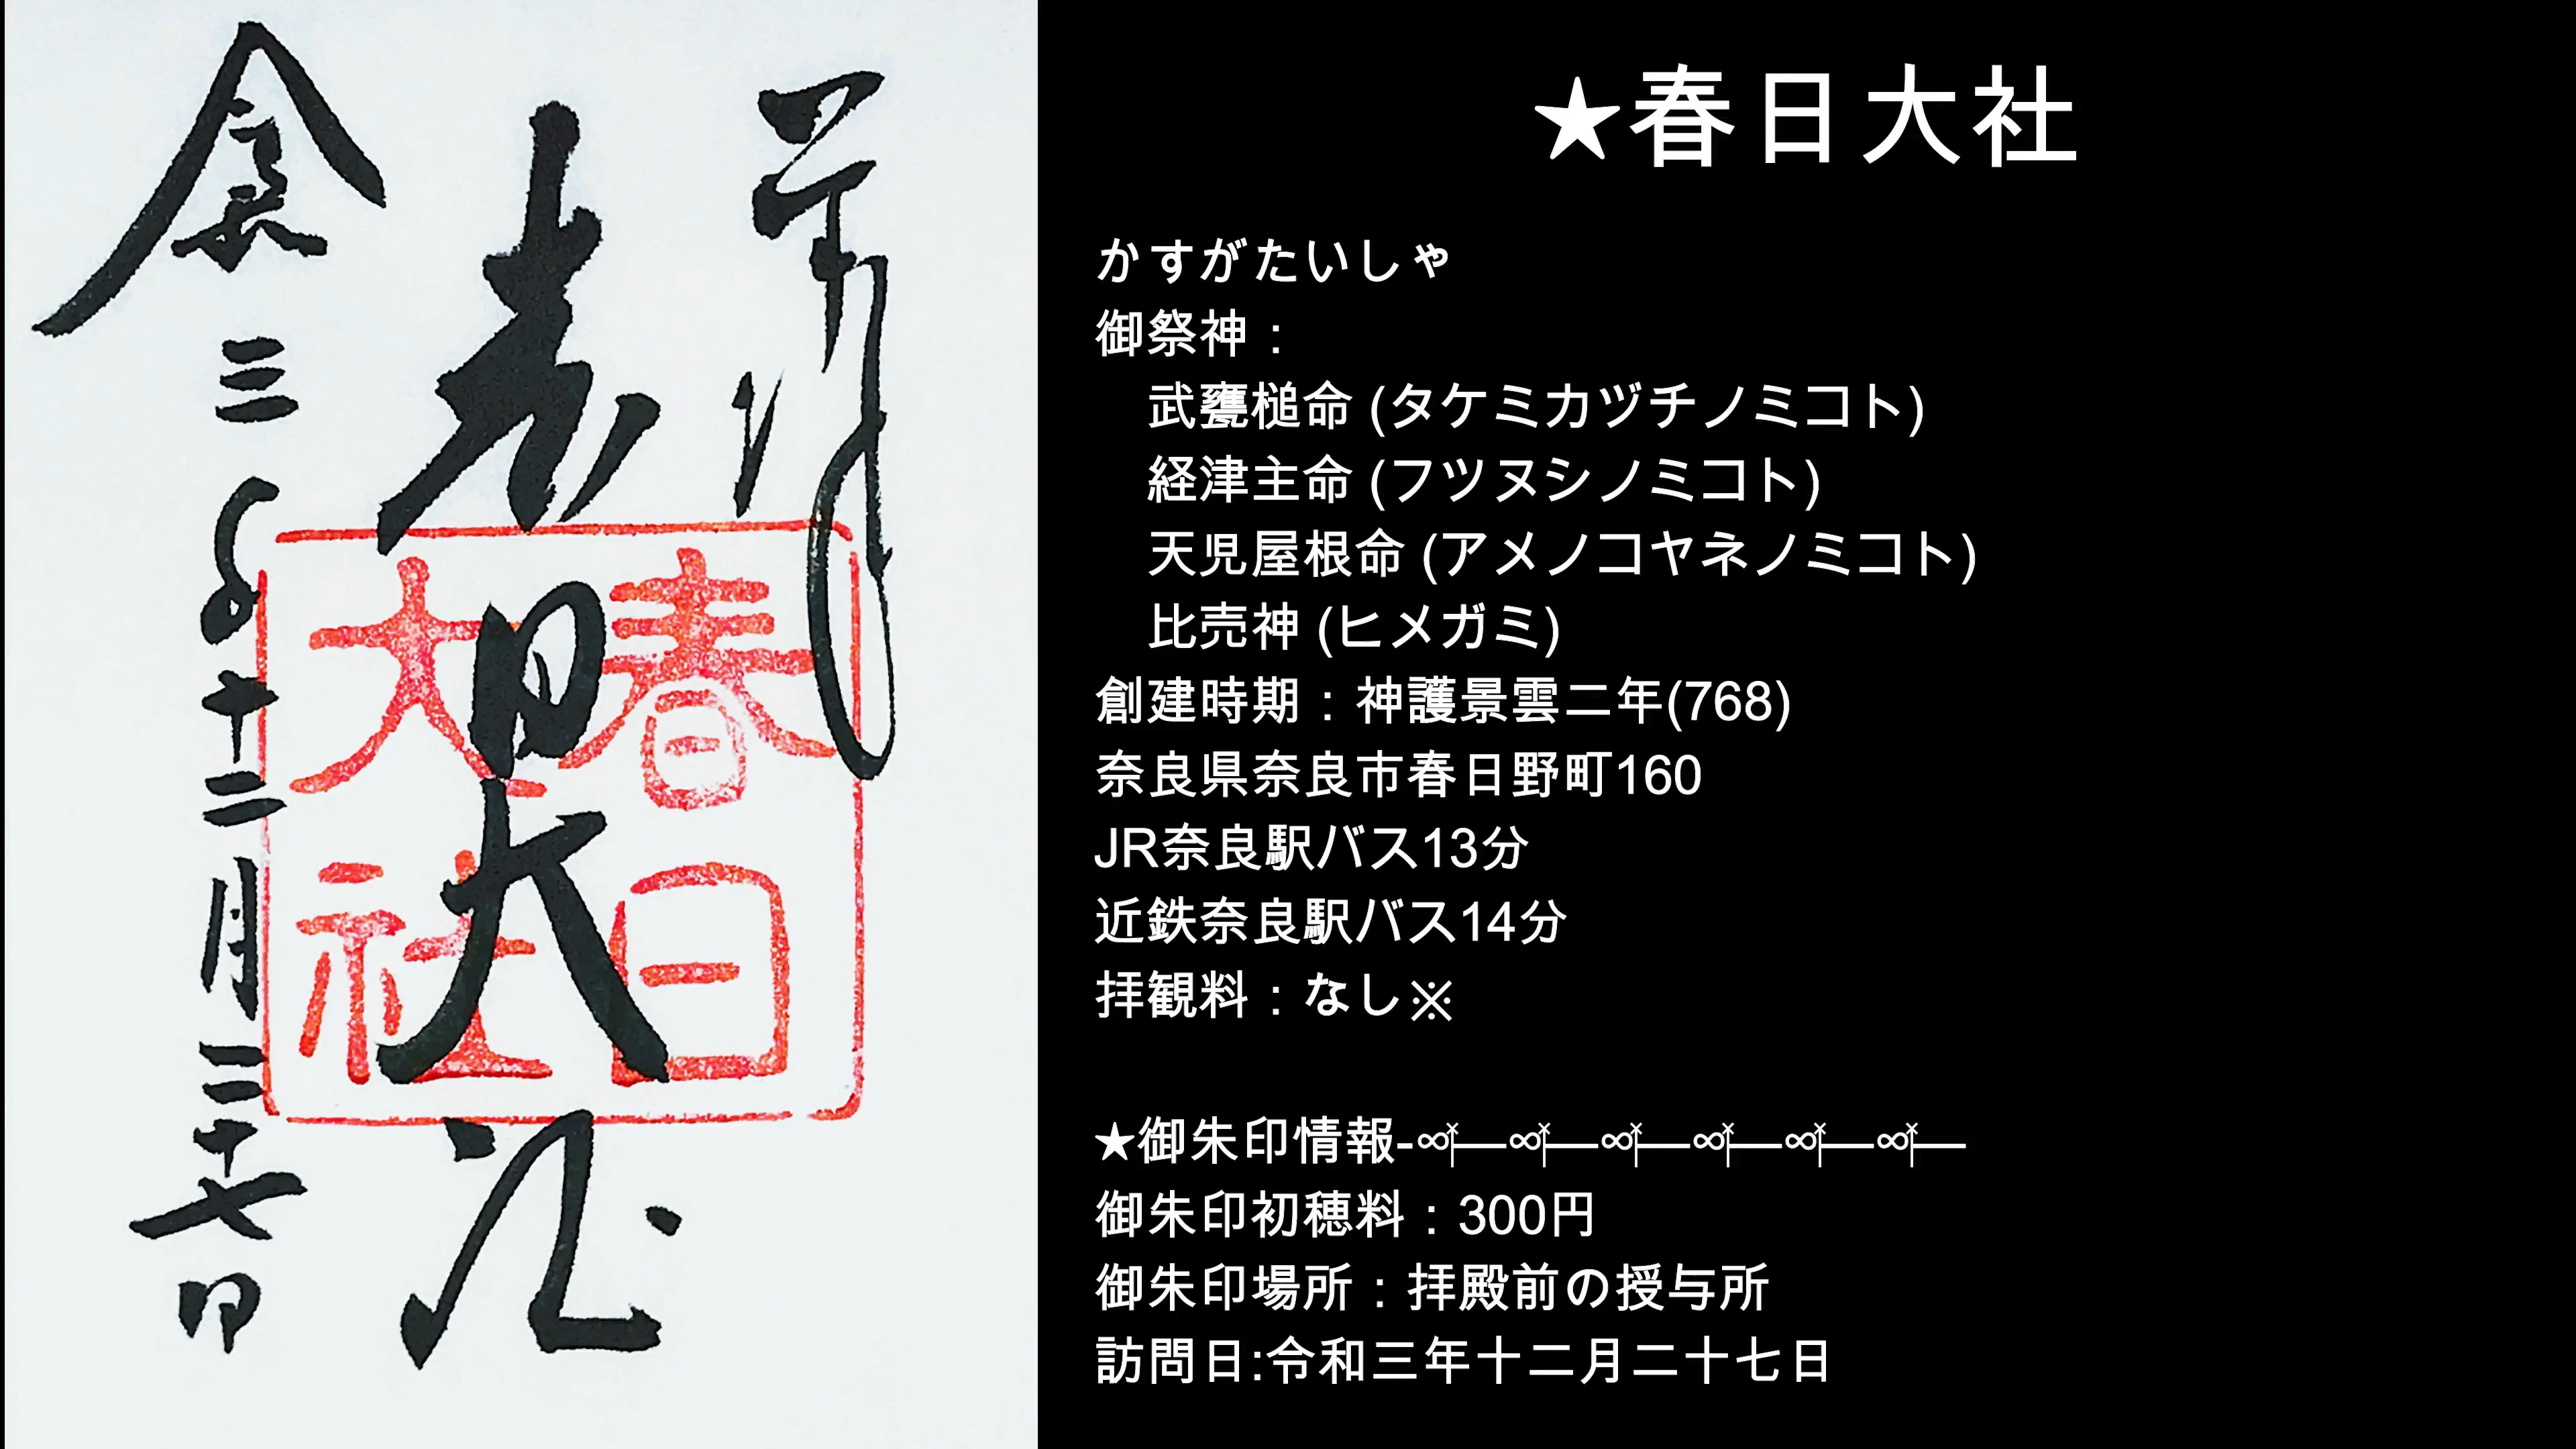 春日大社
春日
大社
令和三年十二月二十七日
★春日大社
かすがたいしゃ
御祭神：
武甕槌命 (タケミカヅチノミコト)
経津主命 (フツヌシノミコト)
天児屋根命 (アメノコヤネノミコト)
比売神 (ヒメガミ)
創建時期：神護景雲二年(768)
奈良県奈良市春日野町160
JR奈良駅バス13分
近鉄奈良駅バス14分
拝観料：なし※
★御朱印情報
御朱印初穂料：300円
御朱印場所：拝殿前の授与所
訪問日:令和三年十二月二十七日